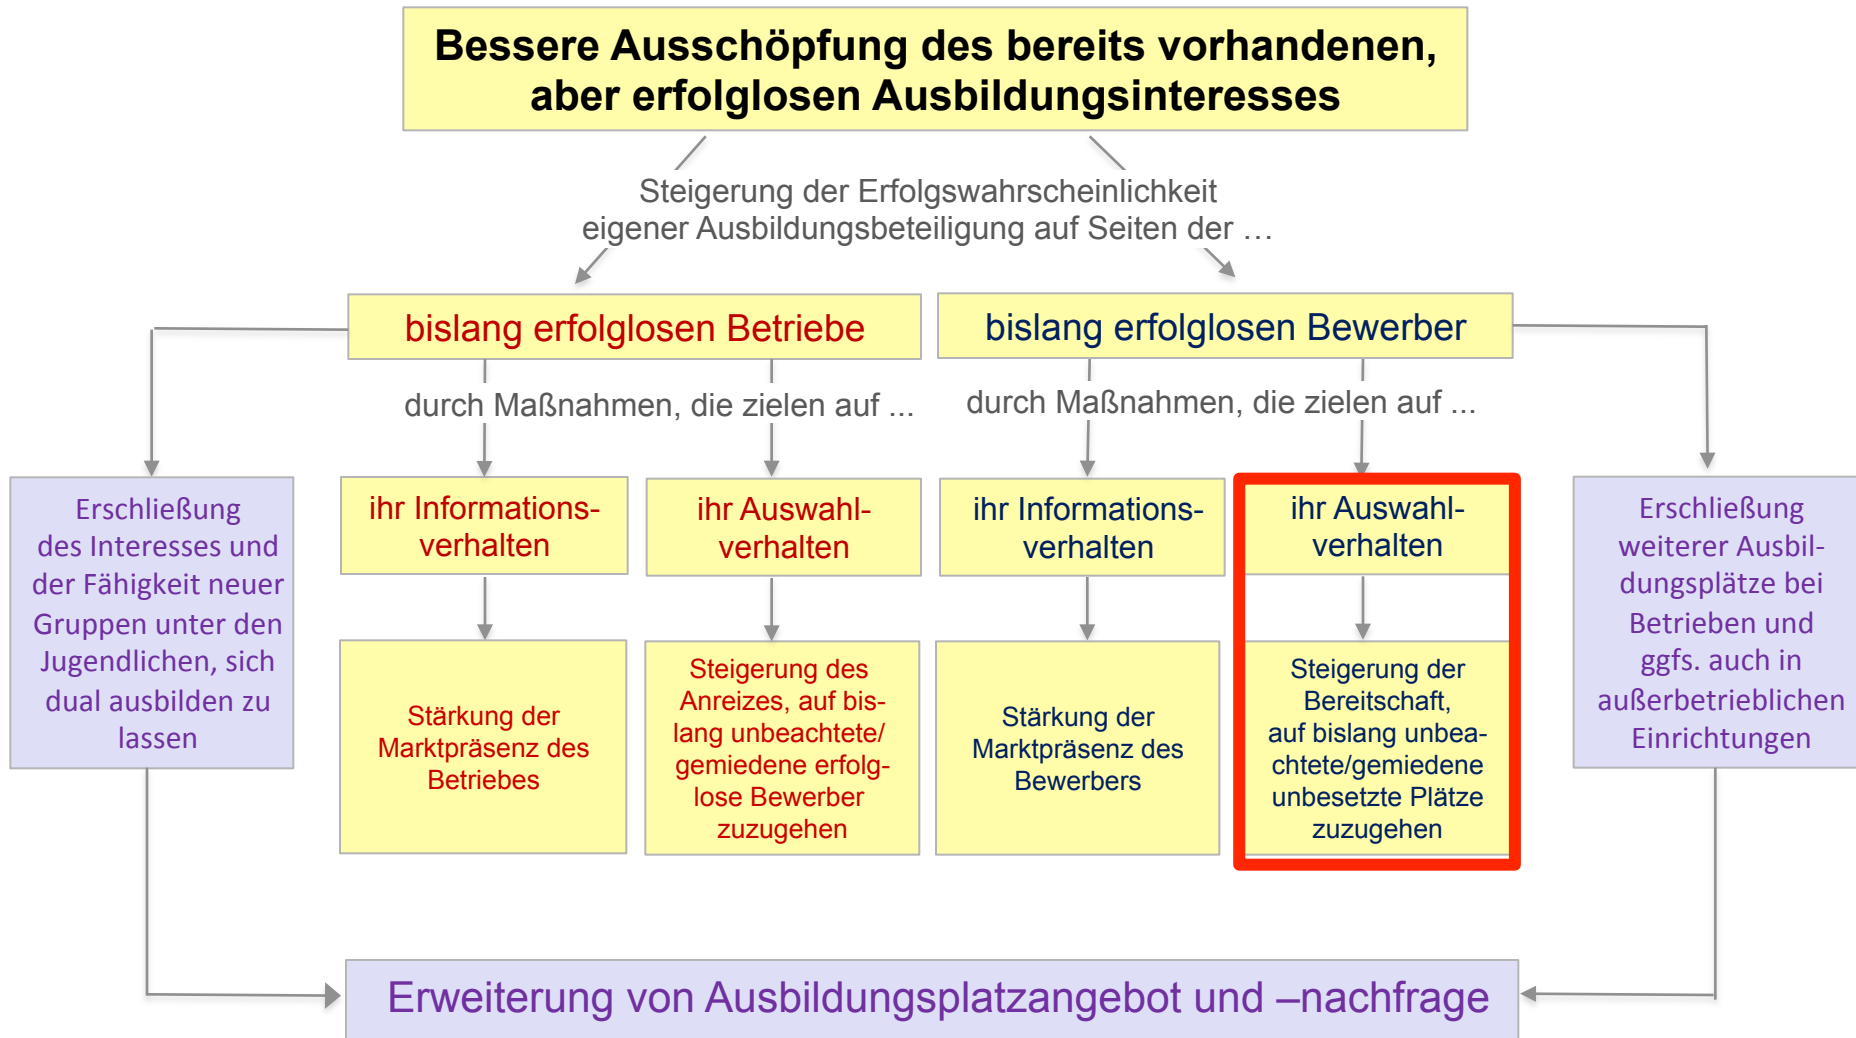 Bessere Ausschöpfung des bereits vorhandenen,
aber erfolglosen Ausbildungsinteresses
Steigerung der Erfolgswahrscheinlichkeit
eigener Ausbildungsbeteiligung auf Seiten der …
bislang erfolglosen Betriebe
bislang erfolglosen Bewerber
durch Maßnahmen, die zielen auf ...
durch Maßnahmen, die zielen auf ...
Erschließung
des Interesses und
der Fähigkeit neuer
Gruppen unter den
Jugendlichen, sich
dual ausbilden zu
lassen
ihr Informations-
verhalten
ihr Auswahl-
verhalten
ihr Informations-
verhalten
ihr Auswahl-
verhalten
Erschließung
weiterer Ausbil-
dungsplätze bei
Betrieben und
ggfs. auch in
außerbetrieblichen
Einrichtungen
Stärkung der
Marktpräsenz des
Betriebes
Steigerung des
Anreizes, auf bis-
lang unbeachtete/
gemiedene erfolg-
lose Bewerber
zuzugehen
Stärkung der
Marktpräsenz des
Bewerbers
Steigerung der
Bereitschaft,
auf bislang unbea-
chtete/gemiedene
unbesetzte Plätze
zuzugehen
Erweiterung von Ausbildungsplatzangebot und –nachfrage